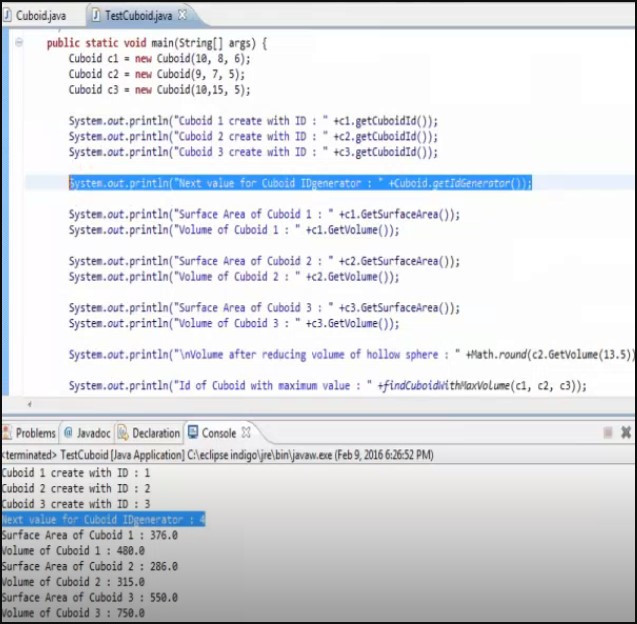 Cuboid.java TestCuboid.java
public static void main(String[] args) {
Cuboid c1 = new Cuboid(10, 8, 6);
Cuboid c2 = new Cuboid(9, 7, 5);
Cuboid c3 = new Cuboid(10,15, 5);
System.out.println("Cuboid 1 create with ID : " +c1.getCuboidId());
System.out.println("Cuboid 2 create with ID : " +c2.getCuboidId());
System.out.println("Cuboid 3 create with ID : " +c3.getCuboidId());
System.out.println("Next value for Cuboid IDgenerator : " +Cuboid.getIdGenerator());
System.out.println("Surface Area of Cuboid 1 : " +c1.GetSurfaceArea());
System.out.println("Volume of Cuboid 1 : " +c1.GetVolume());
System.out.println("Surface Area of Cuboid 2 : " +c2.GetSurfaceArea());
System.out.println("Volume of Cuboid 2 : " +c2.GetVolume());
System.out.println("Surface Area of Cuboid 3 : " +c3.GetSurfaceArea());
System.out.println("Volume of Cuboid 3 : " +c3.GetVolume());
System.out.println("\nVolume after reducing volume of hollow sphere : " +Math.round(c2.GetVolume(13.5))
System.out.println("Id of Cuboid with maximum value : " +findCuboidWithMaxVolume(c1, c2, c3));
Problems @ Javadoc Declaration Console
<terminated> TestCuboid [Java Application] C:\eclipse indigo\jre\bin\javaw.exe (Feb 9, 2016 6:26:52 PM)
Cuboid 1 create with ID : 1
Cuboid 2 create with ID : 2
Cuboid 3 create with ID : 3
Next value for Cuboid IDgenerator : 4
Surface Area of Cuboid 1 : 376.0
Volume of Cuboid 1 : 480.0
Surface Area of Cuboid 2 : 286.0
Volume of Cuboid 2 : 315.0
Surface Area of Cuboid 3 : 550.0
Volume of Cuboid 3 : 750.0